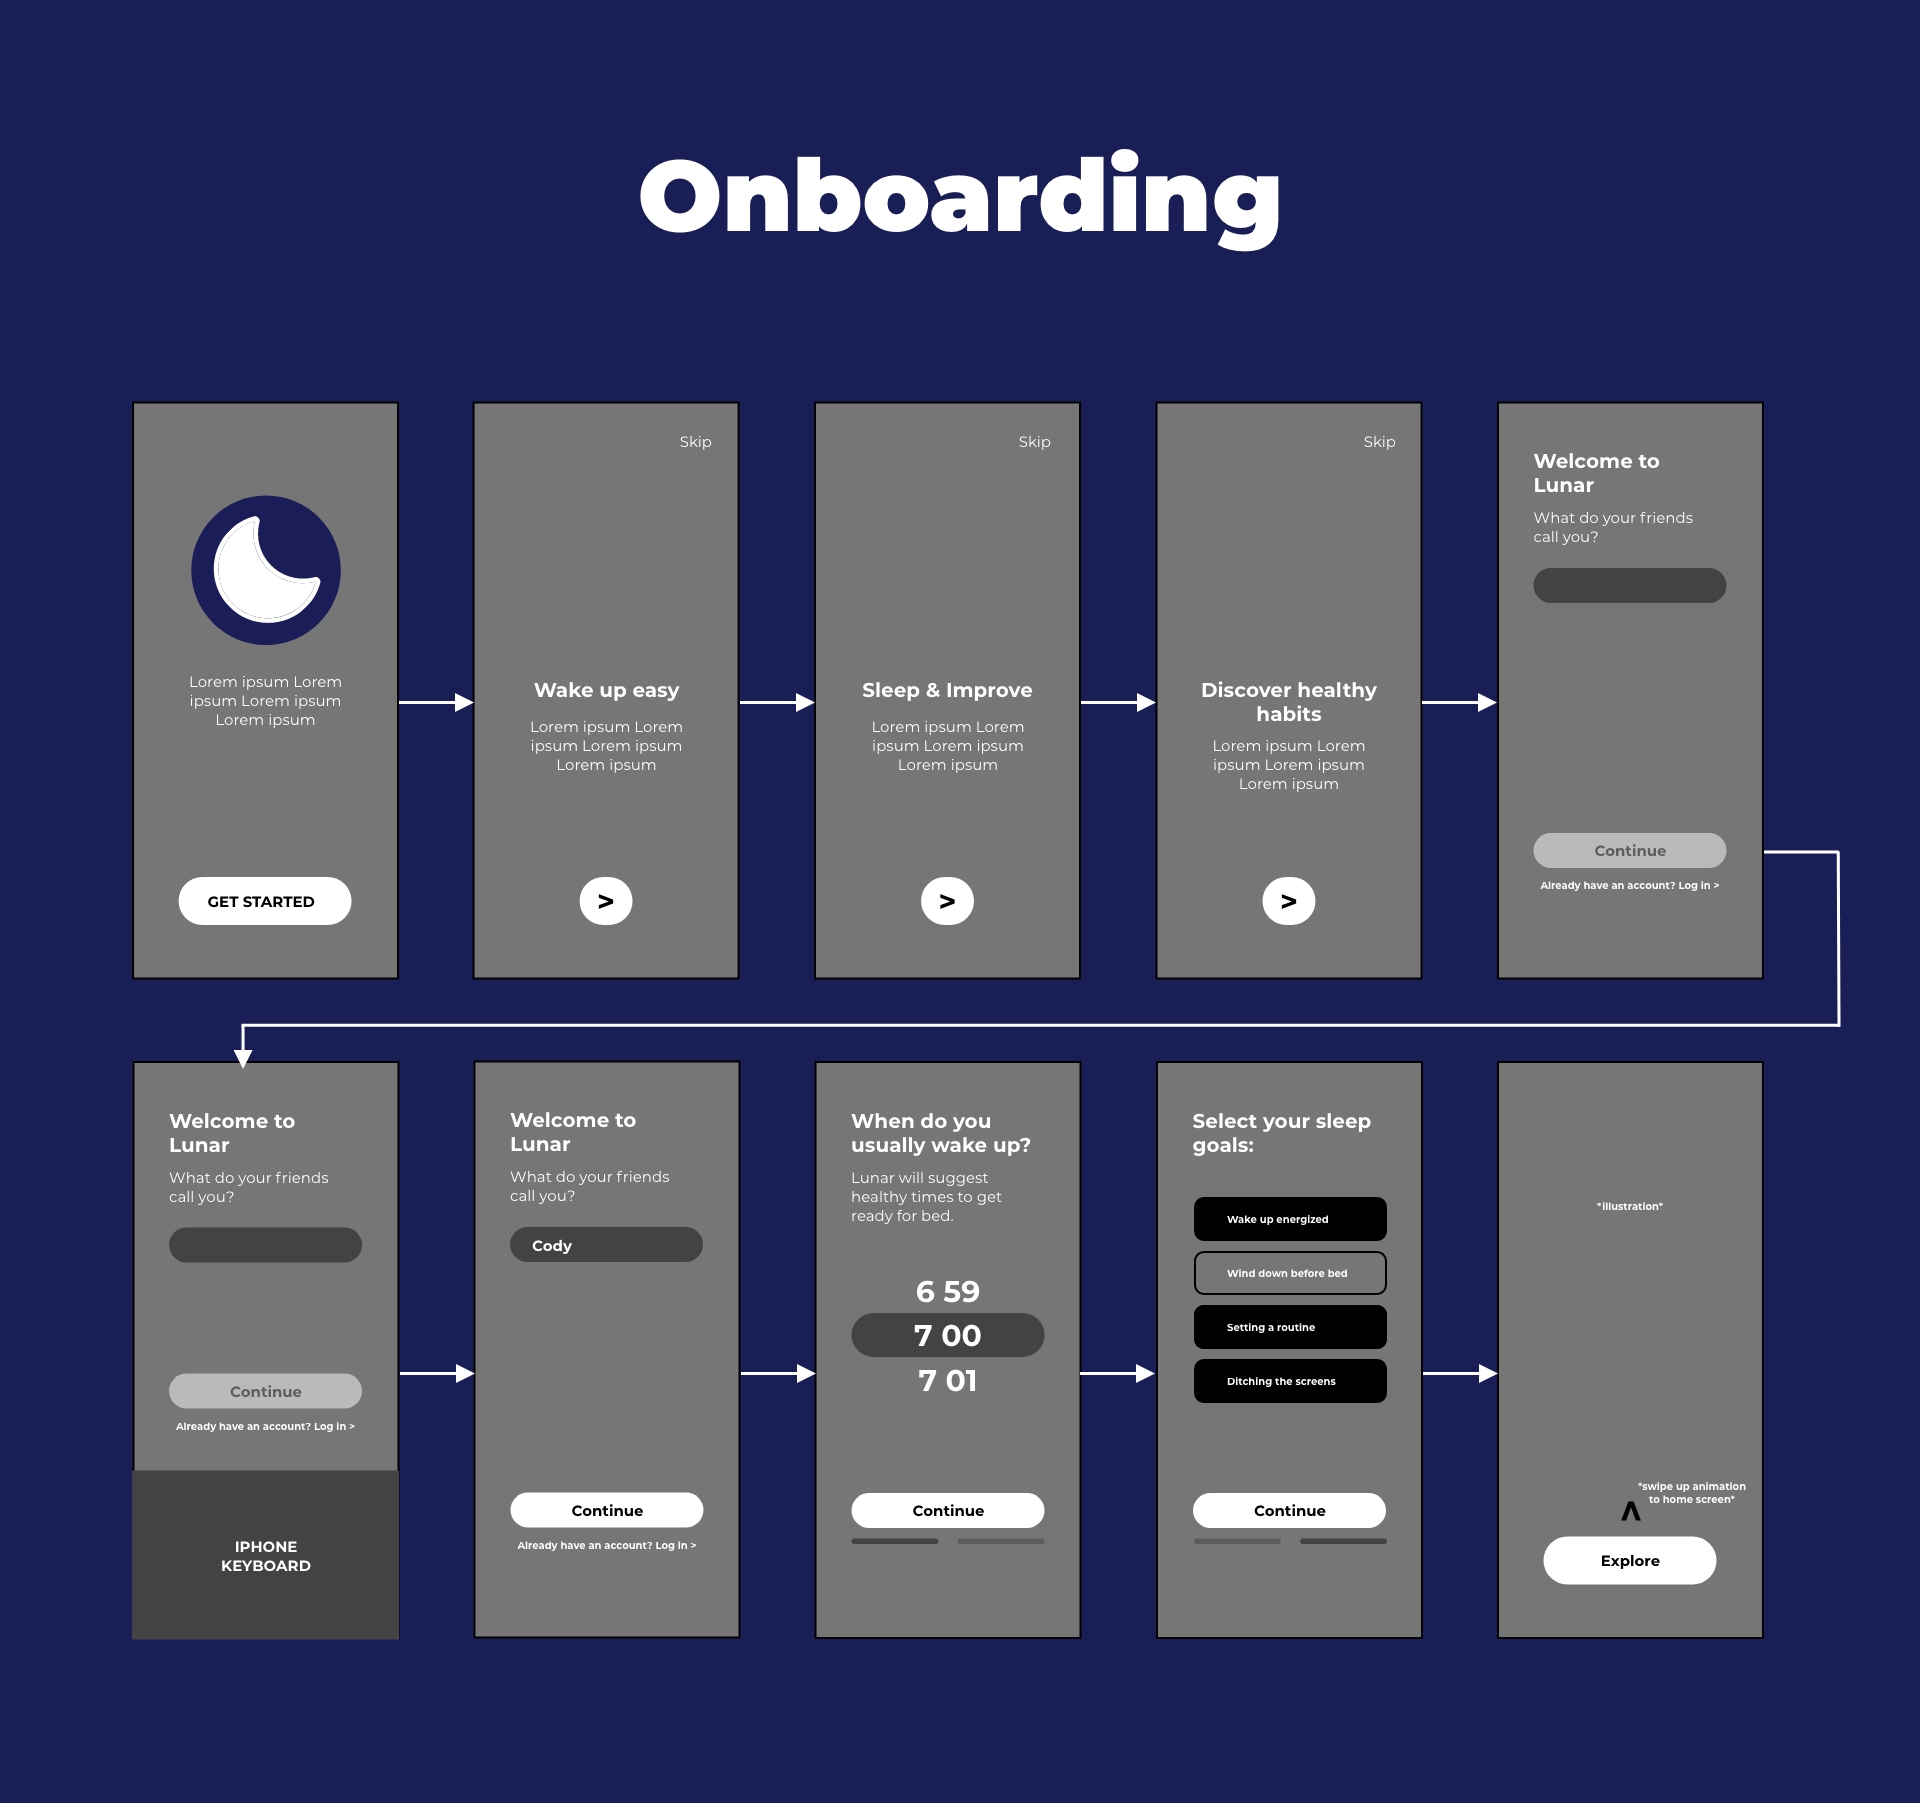 Onboarding
Lorem ipsum Lorem
ipsum Lorem ipsum
Lorem ipsum
GET STARTED
Skip
Wake up easy
Lorem ipsum Lorem
ipsum Lorem ipsum
Lorem ipsum
>
Skip
Sleep & Improve
Lorem ipsum Lorem
ipsum Lorem ipsum
Lorem ipsum
>
Skip
Discover healthy
habits
Lorem ipsum Lorem
ipsum Lorem ipsum
Lorem ipsum
>
Welcome to
Lunar
What do your friends
call you?
Continue
Already have an account? Log in >
Welcome to
Lunar
What do your friends
call you?
Continue
Already have an account? Log in >
IPHONE
KEYBOARD
Welcome to
Lunar
What do your friends
call you?
Cody
Continue
Already have an account? Log in >
When do you
usually wake up?
Lunar will suggest
healthy times to get
ready for bed.
6 59
7 00
7 01
Continue
Select your sleep
goals:
Wake up energized
Wind down before bed
Setting a routine
Ditching the screens
Continue
*illustration*
*swipe up animation
to home screen*
Explore